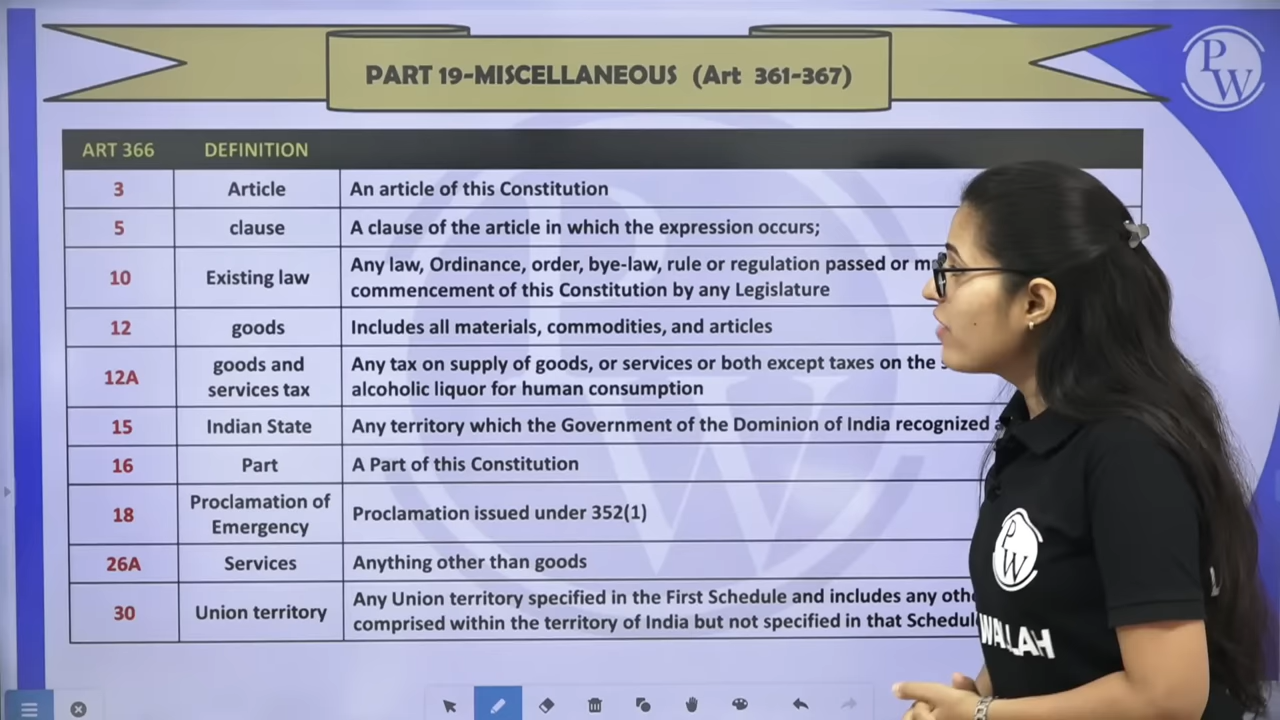 PART 19-MISCELLANEOUS (Art 361-367)
PW
ART 366 DEFINITION
3 Article An article of this Constitution
5 clause A clause of the article in which the expression occurs;
10 Existing law Any law, Ordinance, order, bye-law, rule or regulation passed or
commencement of this Constitution by any Legislature
12 goods Includes all materials, commodities, and articles
12A goods and services tax Any tax on supply of goods, or services or both except taxes on the
alcoholic liquor for human consumption
15 Indian State Any territory which the Government of the Dominion of India recognized
16 Part A Part of this Constitution
18 Proclamation of Emergency Proclamation issued under 352(1)
26A Services Anything other than goods
30 Union territory Any Union territory specified in the First Schedule and includes any
comprised within the territory of India but not specified in that
PW
WALLAH